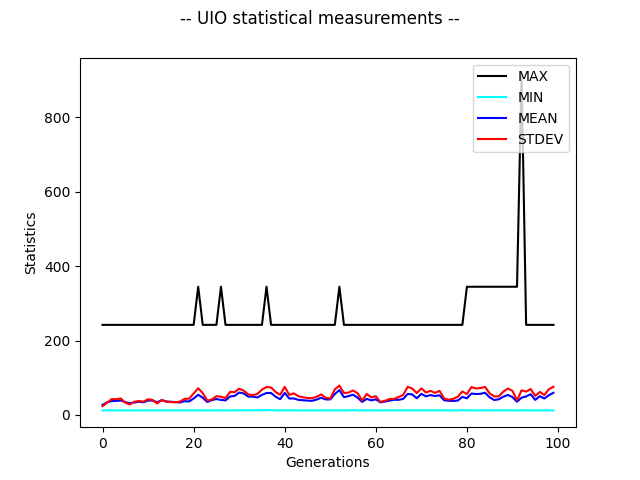 -- UIO statistical measurements --
MAX
MIN
MEAN
STDEV
Statistics
800
600
400
200
0
0 20 40 60 80 100
Generations